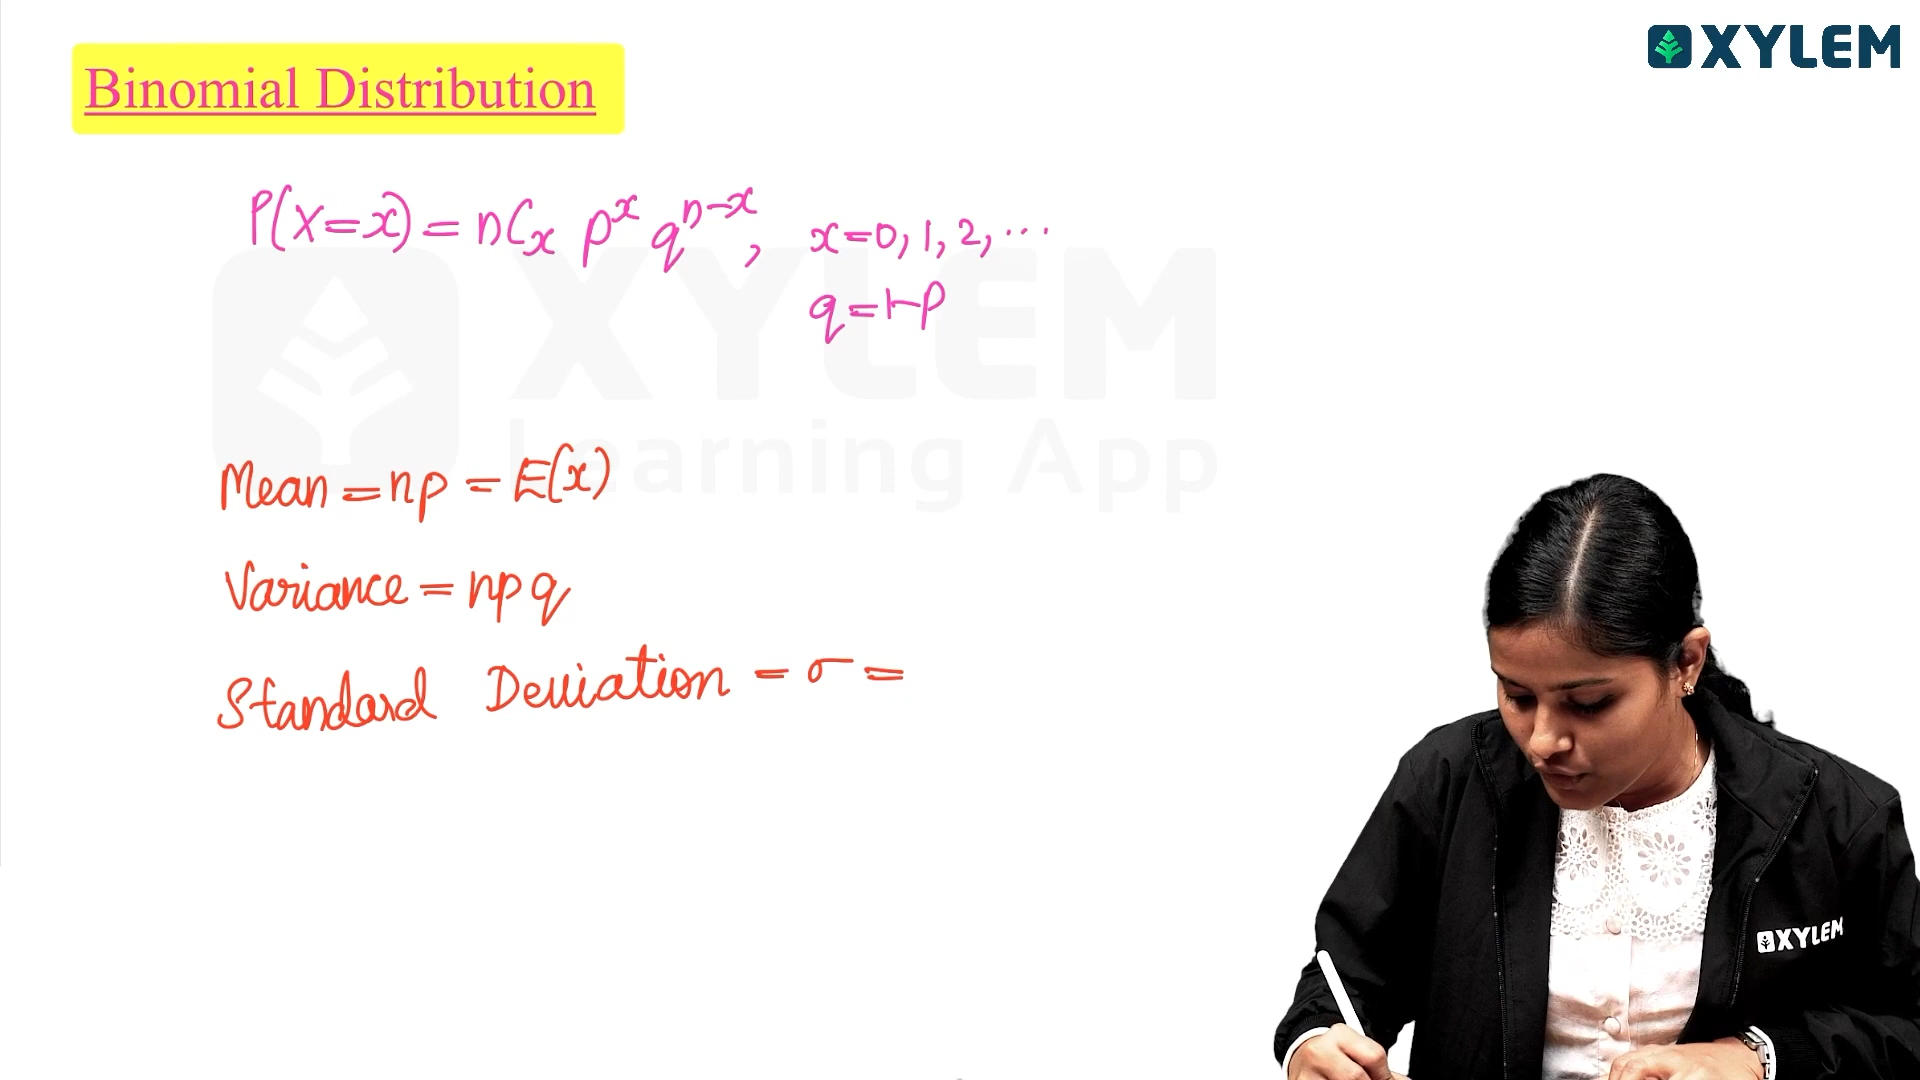 XYLEM
Binomial Distribution
P(X=x) = nCx p^x q^n-x, x=0, 1, 2, ...
q=1-p
XYLEM
Learning App
Mean = np = E(x)
Variance = npq
Standard Deviation = σ =
XYLEM